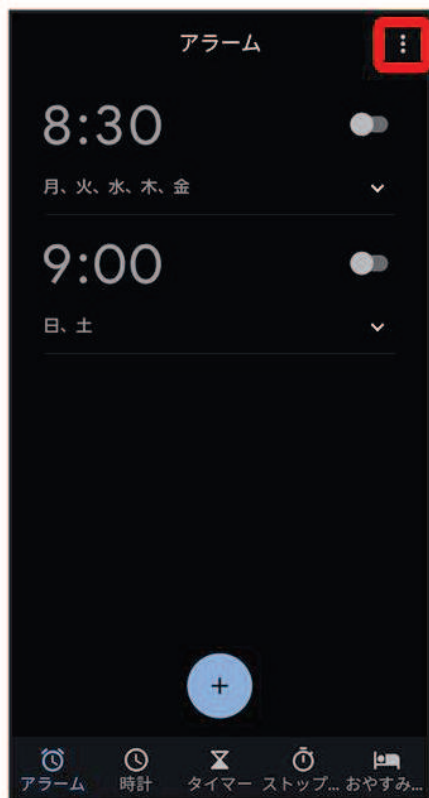 アラーム
8:30
月、火、水、木、金
9:00
日、土
アラーム 時計 タイマー ストップ... おやすみ...